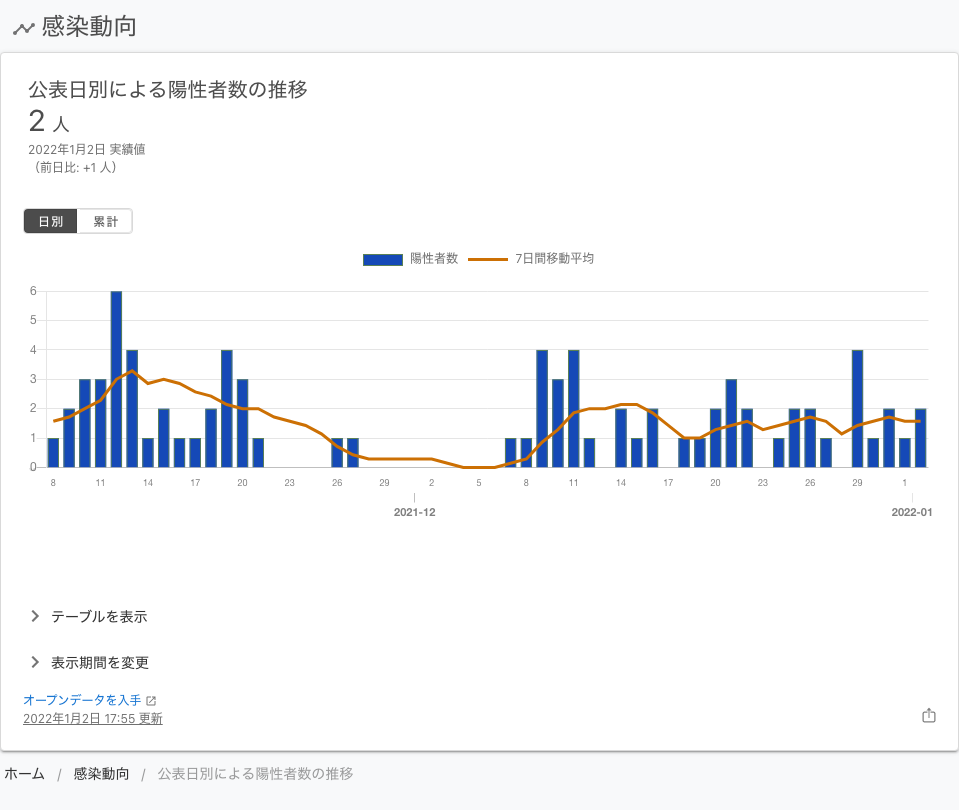 感染動向
公表日別による陽性者数の推移
2 人
2022年1月2日 実績値
（前日比: +1 人）
日別 累計
陽性者数 7日間移動平均
6
5
4
3
2
1
0
8 11 14 17 20 23 26 29 2 5 8 11 14 17 20 23 26 29 1
2021-12 2022-01
テーブルを表示
表示期間を変更
オープンデータを入手
2022年1月2日 17:55 更新
ホーム / 感染動向 / 公表日別による陽性者数の推移